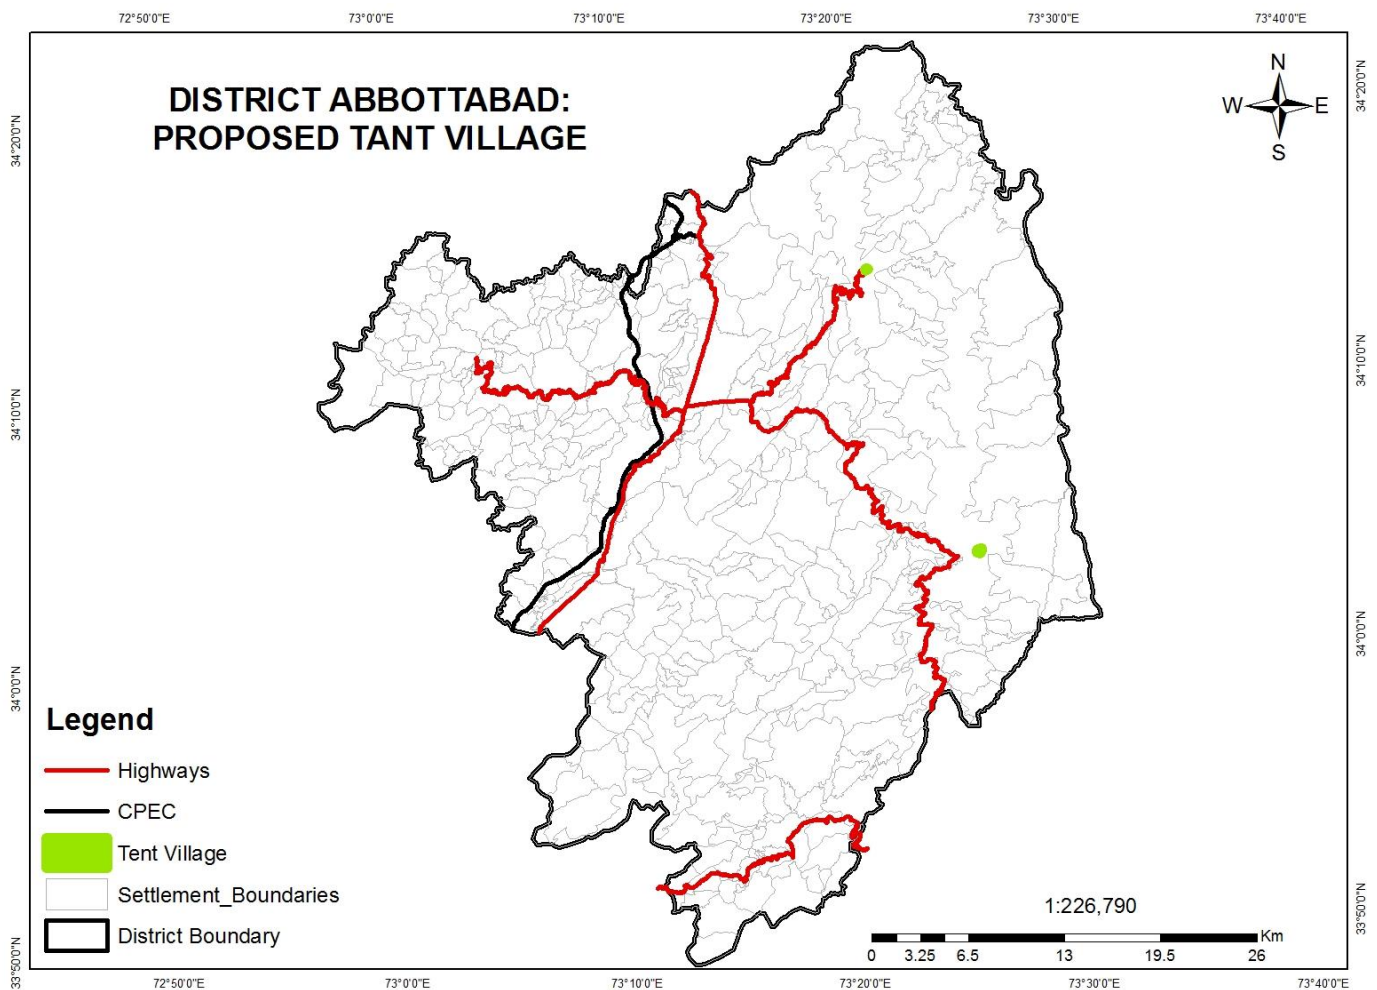 72°50'0"E 73°0'0"E 73°10'0"E 73°20'0"E 73°30'0"E 73°40'0"E
DISTRICT ABBOTTABAD:
PROPOSED TANT VILLAGE
N
W E
S
34°20'0"N
34°20'0"N
34°10'0"N
34°10'0"N
34°0'0"N
34°0'0"N
33°50'0"N
33°50'0"N
Legend
Highways
CPEC
Tent Village
Settlement_Boundaries
District Boundary
1:226,790
Km
0 3.25 6.5 13 19.5 26
72°50'0"E 73°0'0"E 73°10'0"E 73°20'0"E 73°30'0"E 73°40'0"E